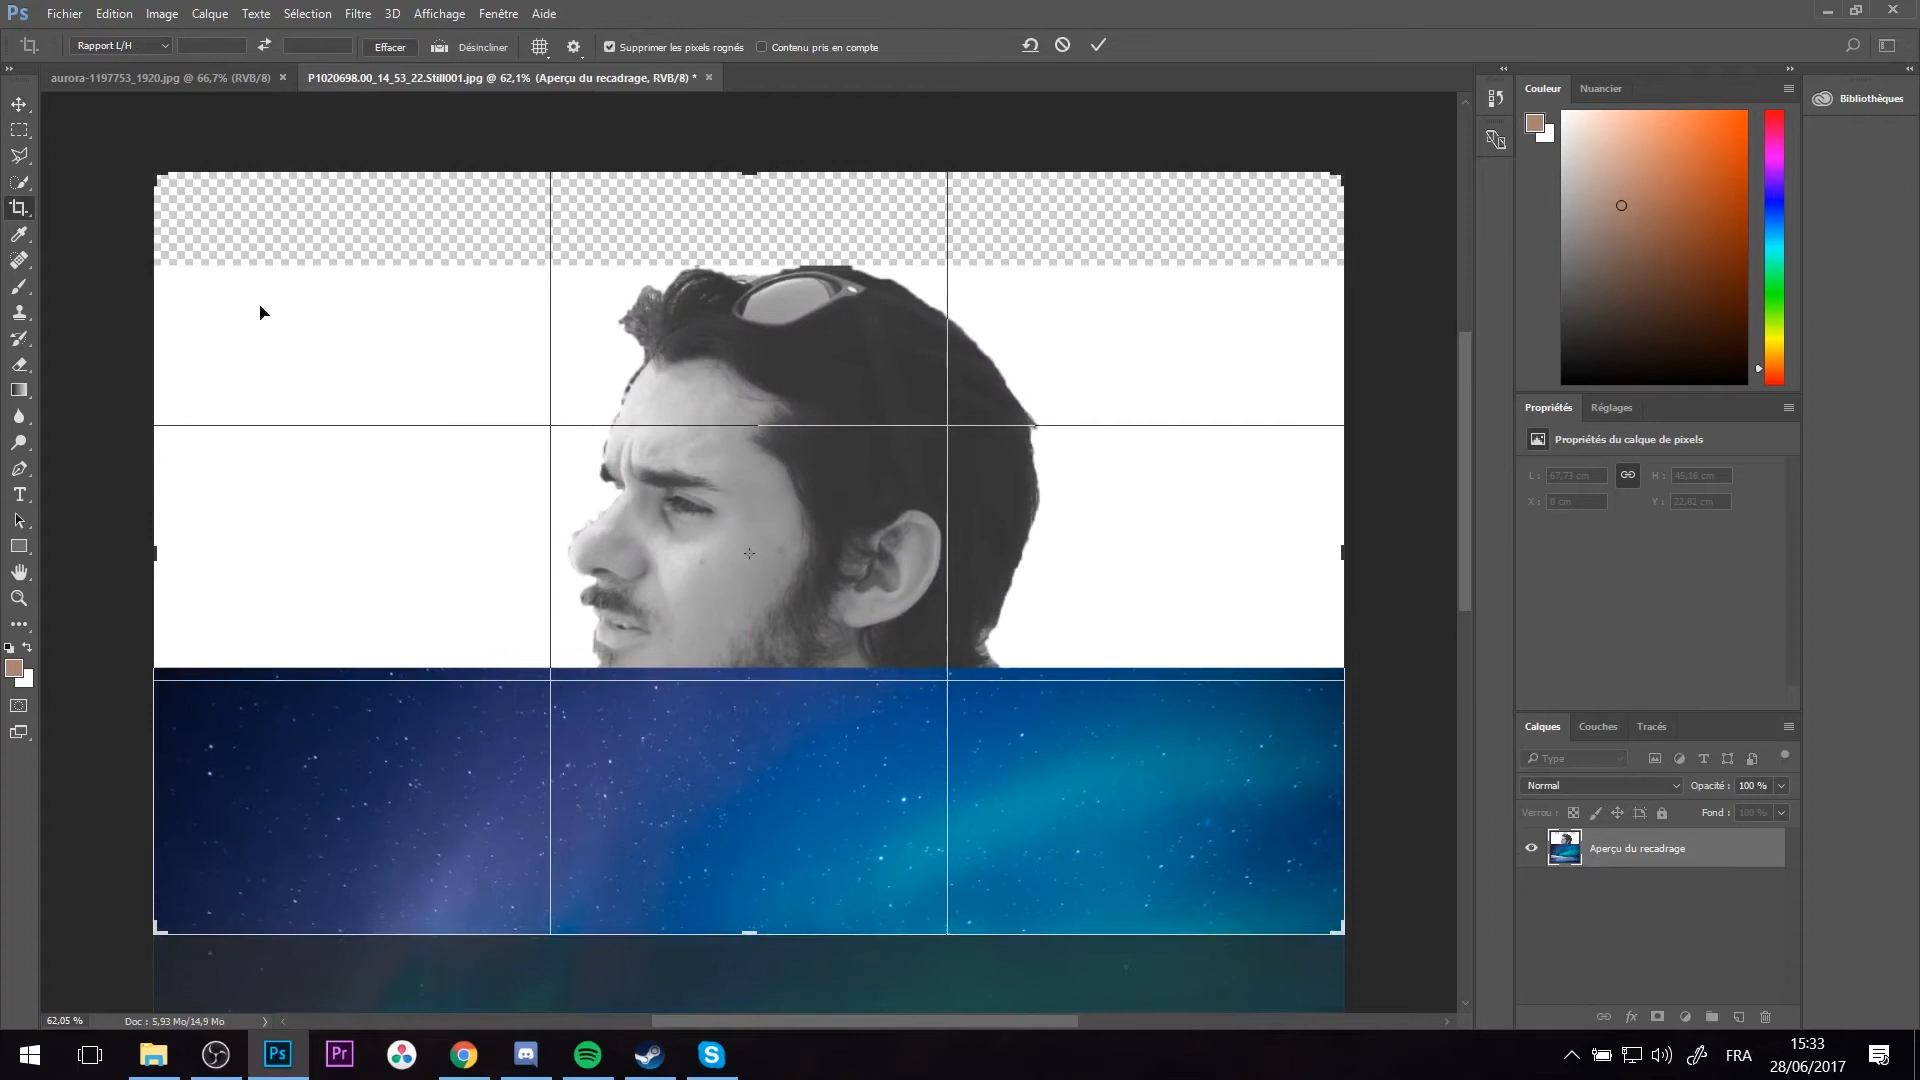 Ps Fichier Edition Image Calque Texte Sélection Filtre 3D Affichage Fenêtre Aide
Rapport L/H Effacer Désincliner Supprimer les pixels rognés Contenu pris en compte
aurora-1197753_1920.jpg @ 66,7% (RVB/8) P1020698.00_14_53_22.Still001.jpg @ 62,1% (Aperçu du recadrage, RVB/8) *
Couleur Nuancier
Bibliothèques
Propriétés Réglages
Propriétés du calque de pixels
L : 67,73 cm H : 45,16 cm
X : 0 cm Y : 22,82 cm
Calques Couches Tracés
Type
Normal Opacité : 100 %
Verrou : Fond : 100 %
Aperçu du recadrage
62,05 % Doc : 5,93 Mo/14,9 Mo
Ps Pr FRA 15:33
28/06/2017